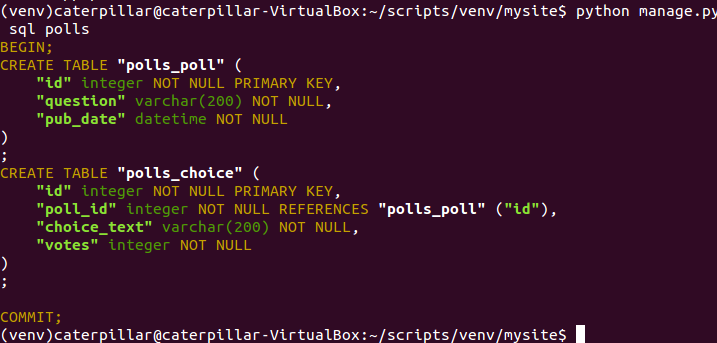 (venv)caterpillar@caterpillar-VirtualBox:~/scripts/venv/mysite$ python manage.py
 sql polls
BEGIN;
CREATE TABLE "polls_poll" (
    "id" integer NOT NULL PRIMARY KEY,
    "question" varchar(200) NOT NULL,
    "pub_date" datetime NOT NULL
)
;
CREATE TABLE "polls_choice" (
    "id" integer NOT NULL PRIMARY KEY,
    "poll_id" integer NOT NULL REFERENCES "polls_poll" ("id"),
    "choice_text" varchar(200) NOT NULL,
    "votes" integer NOT NULL
)
;
COMMIT;
(venv)caterpillar@caterpillar-VirtualBox:~/scripts/venv/mysite$